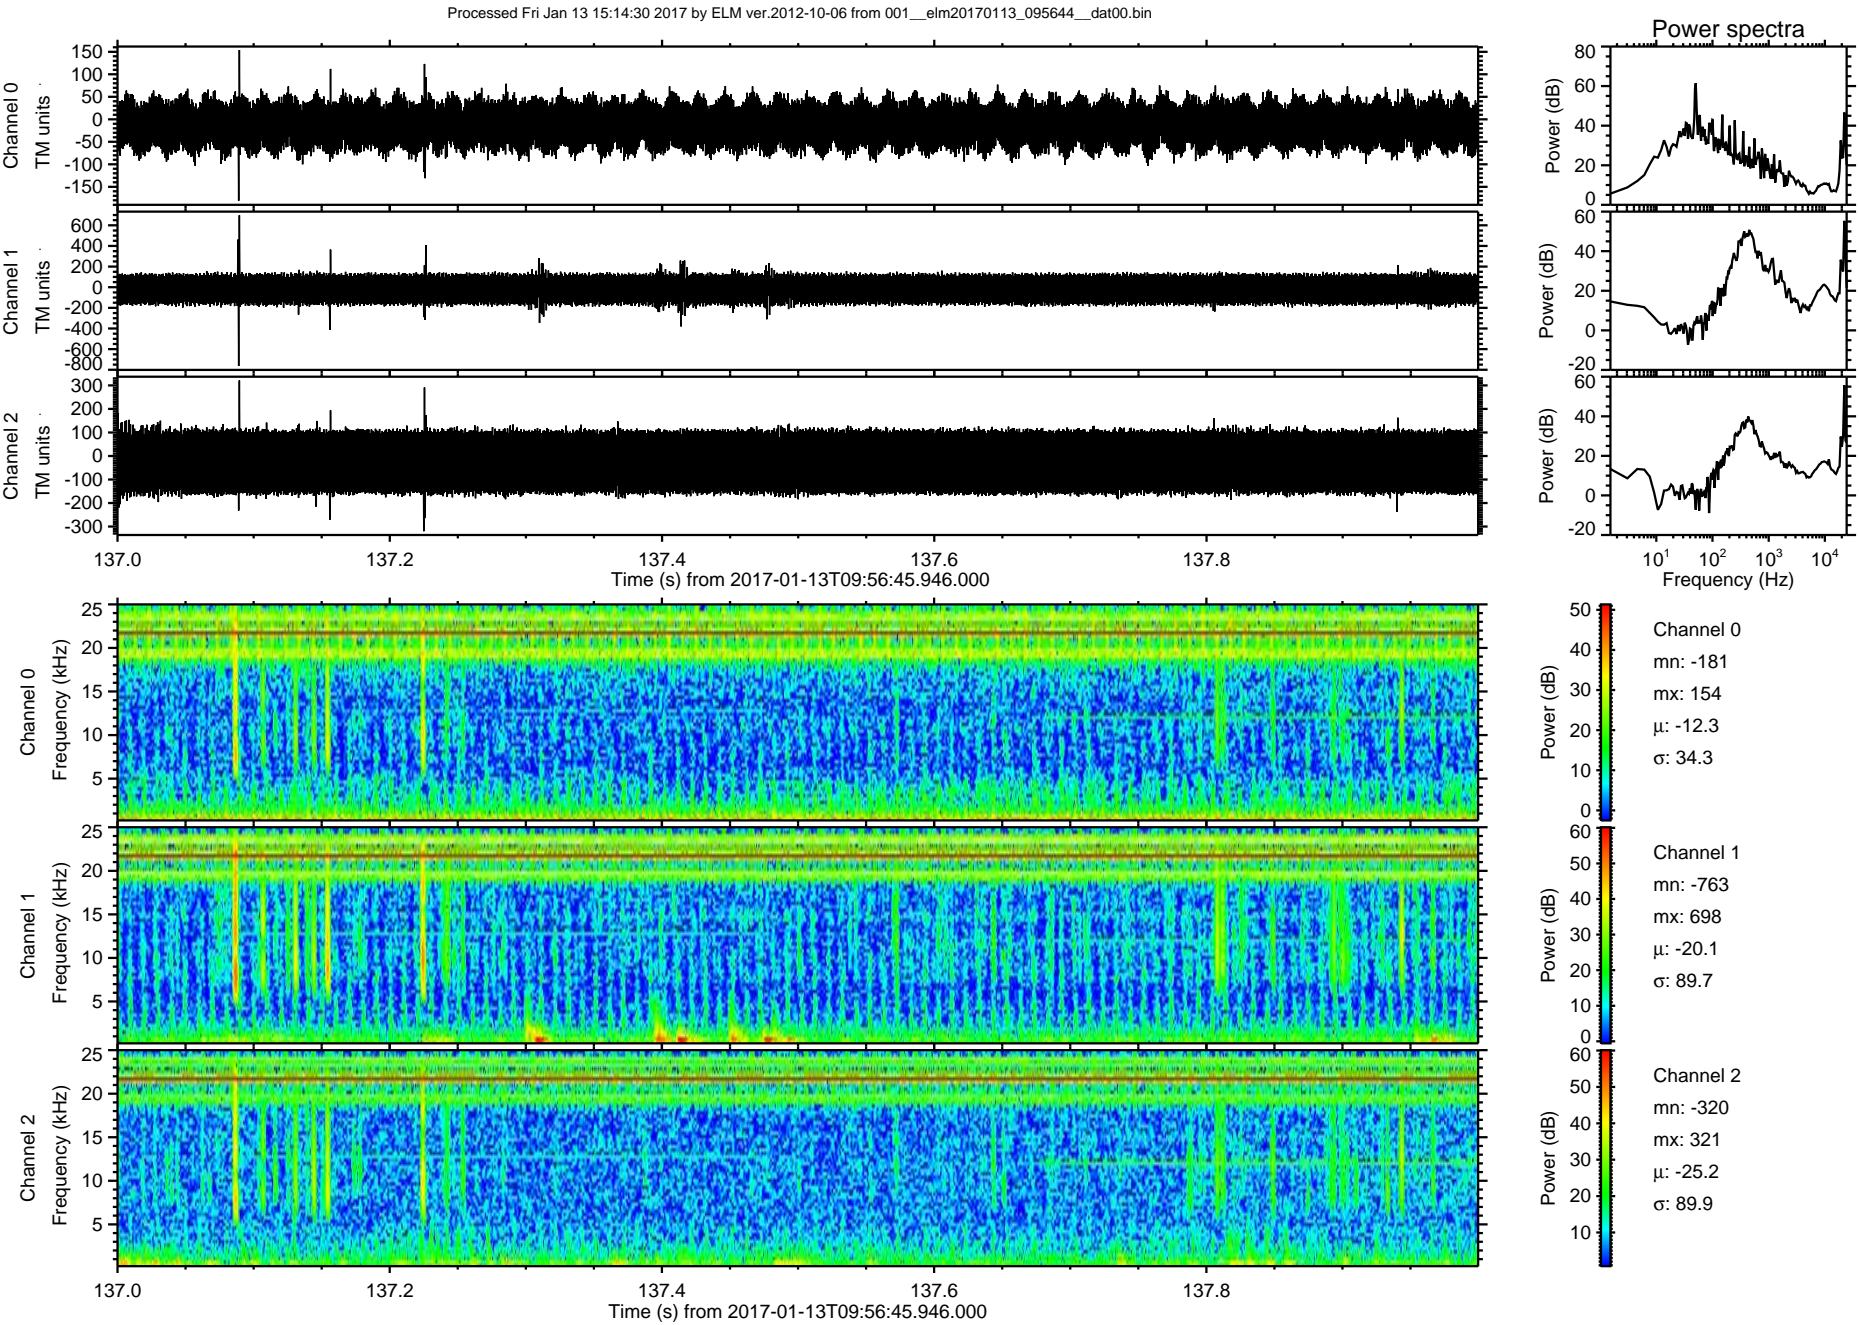 Processed Fri Jan 13 15:14:30 2017 by ELM ver.2012-10-06 from 001__elm20170113_095644__dat00.bin
Power spectra
Channel 0
TM units
150
100
50
0
-50
-100
-150
Power (dB)
80
60
40
20
0
Channel 1
TM units
600
400
200
0
-200
-400
-600
-800
Power (dB)
60
40
20
0
-20
Channel 2
TM units
300
200
100
0
-100
-200
-300
Power (dB)
60
40
20
0
-20
137.0 137.2 137.4 137.6 137.8
Time (s) from 2017-01-13T09:56:45.946.000
10¹ 10² 10³ 10⁴
Frequency (Hz)
Channel 0
Frequency (kHz)
25
20
15
10
5
Power (dB)
50
40
30
20
10
0
Channel 0
mn: -181
mx: 154
μ: -12.3
σ: 34.3
Channel 1
Frequency (kHz)
25
20
15
10
5
Power (dB)
60
50
40
30
20
10
0
Channel 1
mn: -763
mx: 698
μ: -20.1
σ: 89.7
Channel 2
Frequency (kHz)
25
20
15
10
5
Power (dB)
60
50
40
30
20
10
Channel 2
mn: -320
mx: 321
μ: -25.2
σ: 89.9
137.0 137.2 137.4 137.6 137.8
Time (s) from 2017-01-13T09:56:45.946.000